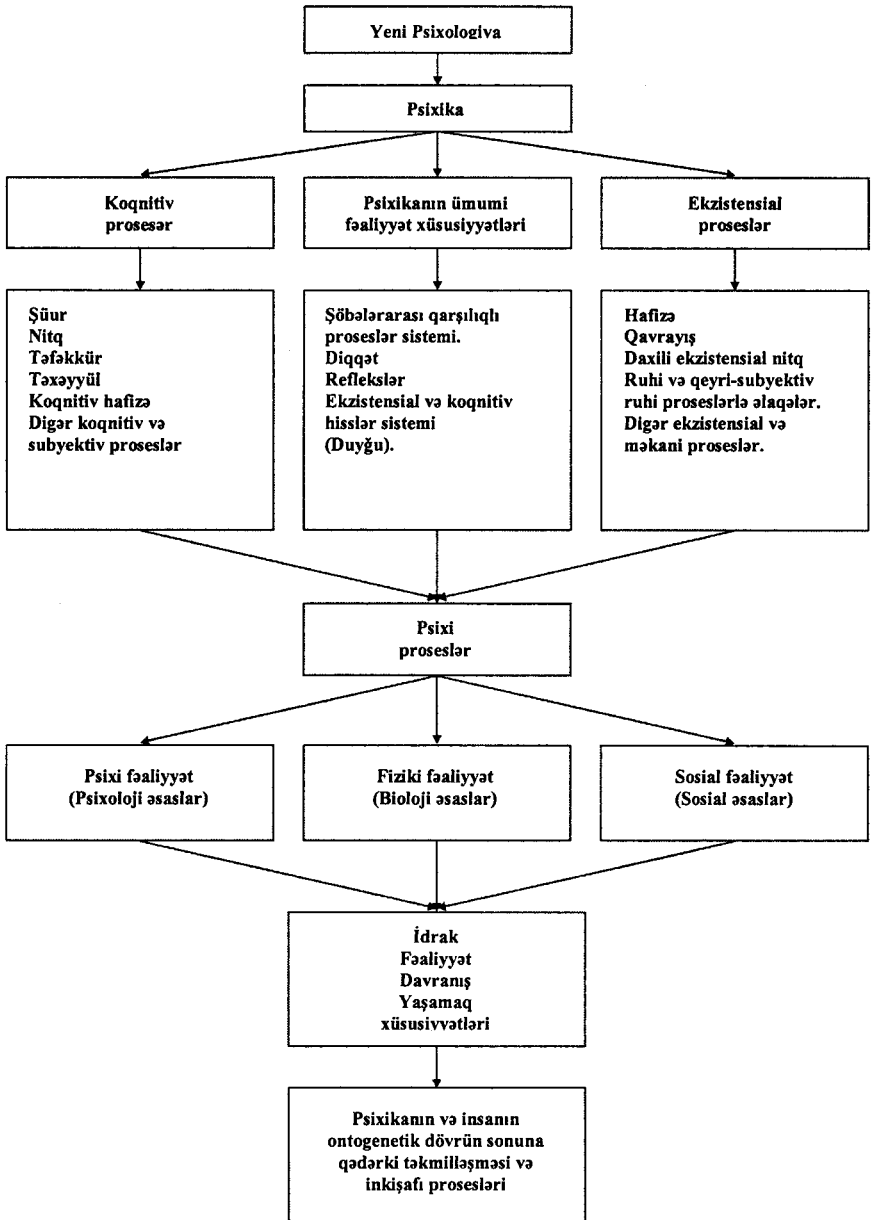 Yeni Psixologiva
Psixika
Koqnitiv
prosesər
Psixikanın ümumi
fəaliyyət xüsusiyyətləri
Ekzistensial
proseslər
Şüur
Nitq
Təfəkkür
Təxəyyül
Koqnitiv hafizə
Digər koqnitiv və
subyektiv proseslər
Şöbələrarası qarşılıqlı
proseslər sistemi.
Diqqət
Reflekslər
Ekzistensial və koqnitiv
hisslər sistemi
(Duyğu).
Hafizə
Qavrayış
Daxili ekzistensial nitq
Ruhi və qeyri-subyektiv
ruhi proseslərlə əlaqələr.
Digər ekzistensial və
məkani proseslər.
Psixi
proseslər
Psixi fəaliyyət
(Psixoloji əsaslar)
Fiziki fəaliyyət
(Bioloji əsaslar)
Sosial fəaliyyət
(Sosial əsaslar)
İdrak
Fəaliyyət
Davranış
Yaşamaq
xüsusivvətləri
Psixikanın və insanın
ontogenetik dövrün sonuna
qədərki təkmilləşməsi və
inkişafı prosesləri